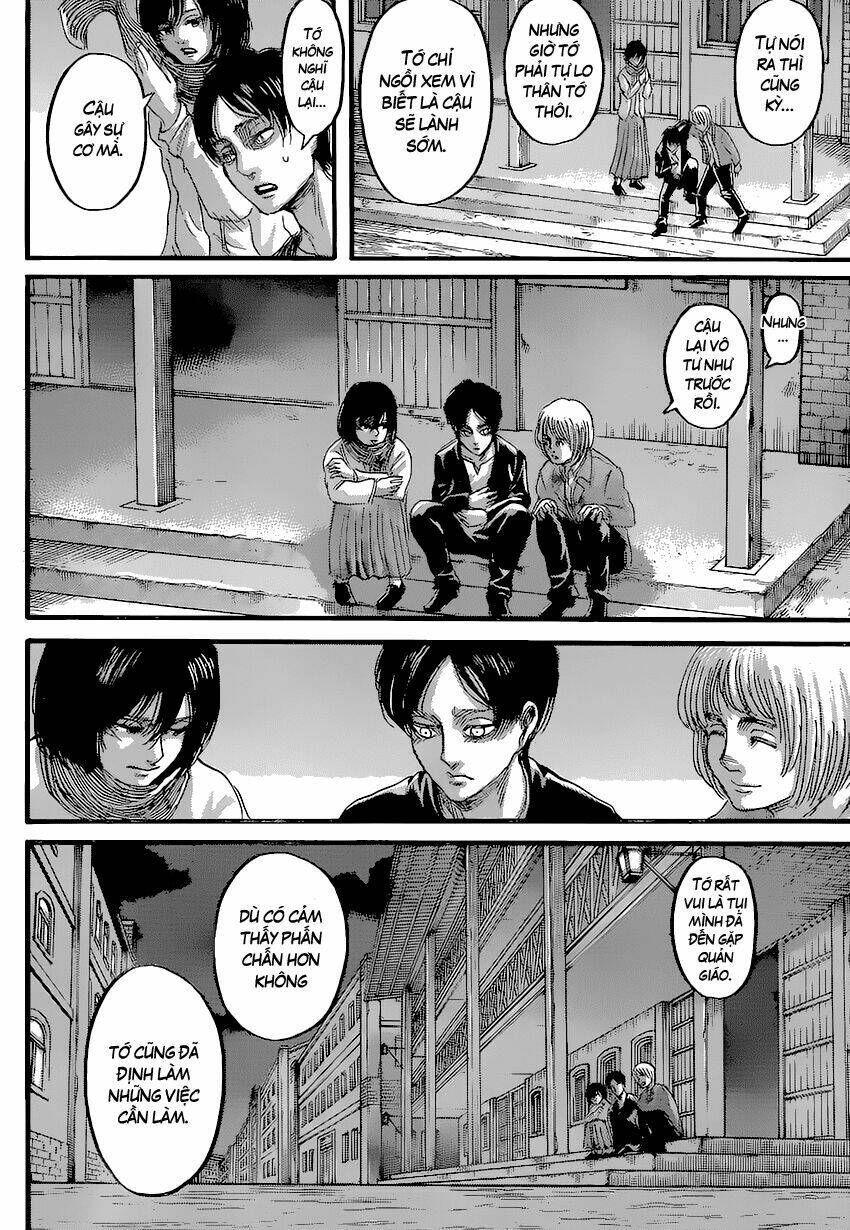 TỰ NÓI
RA THÌ
CŨNG
KỲ...
NHƯNG
GIỜ TỚ
PHẢI TỰ LO
THÂN TỚ
THÔI.
TỚ CHỈ
NGỒI XEM VÌ
BIẾT LÀ CẬU
SẼ LÀNH
SỚM.
TỚ
KHÔNG
NGHĨ
CẬU LẠI...
CẬU
GÂY SỰ
CƠ MÀ.
NHƯNG
...
CẬU
LẠI VÔ
TƯ NHƯ
TRƯỚC
RỒI.
TỚ RẤT
VUI LÀ TỤI
MÌNH ĐÃ
ĐẾN GẶP
QUẢN
GIÁO.
DÙ CÓ CẢM
THẤY PHẤN
CHẤN HƠN
KHÔNG
TỚ CŨNG ĐÃ
ĐỊNH LÀM
NHỮNG VIỆC
CẦN LÀM.